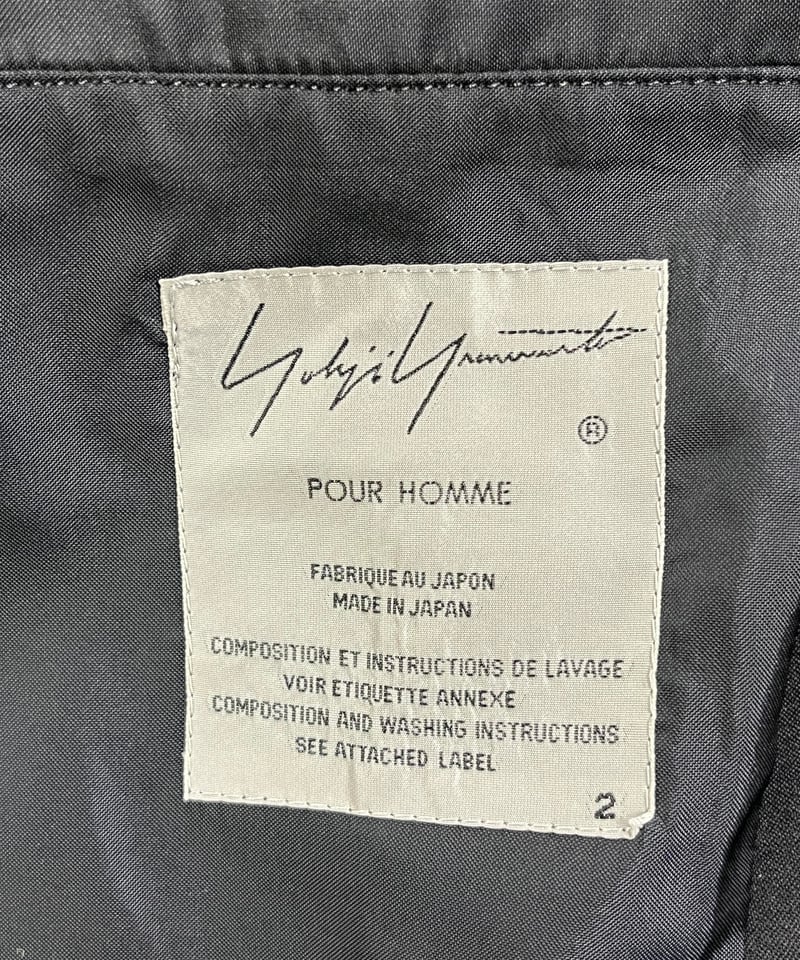 Yohji Yamamoto
®
POUR HOMME
FABRIQUE AU JAPON
MADE IN JAPAN
COMPOSITION ET INSTRUCTIONS DE LAVAGE
VOIR ETIQUETTE ANNEXE
COMPOSITION AND WASHING INSTRUCTIONS
SEE ATTACHED LABEL
2